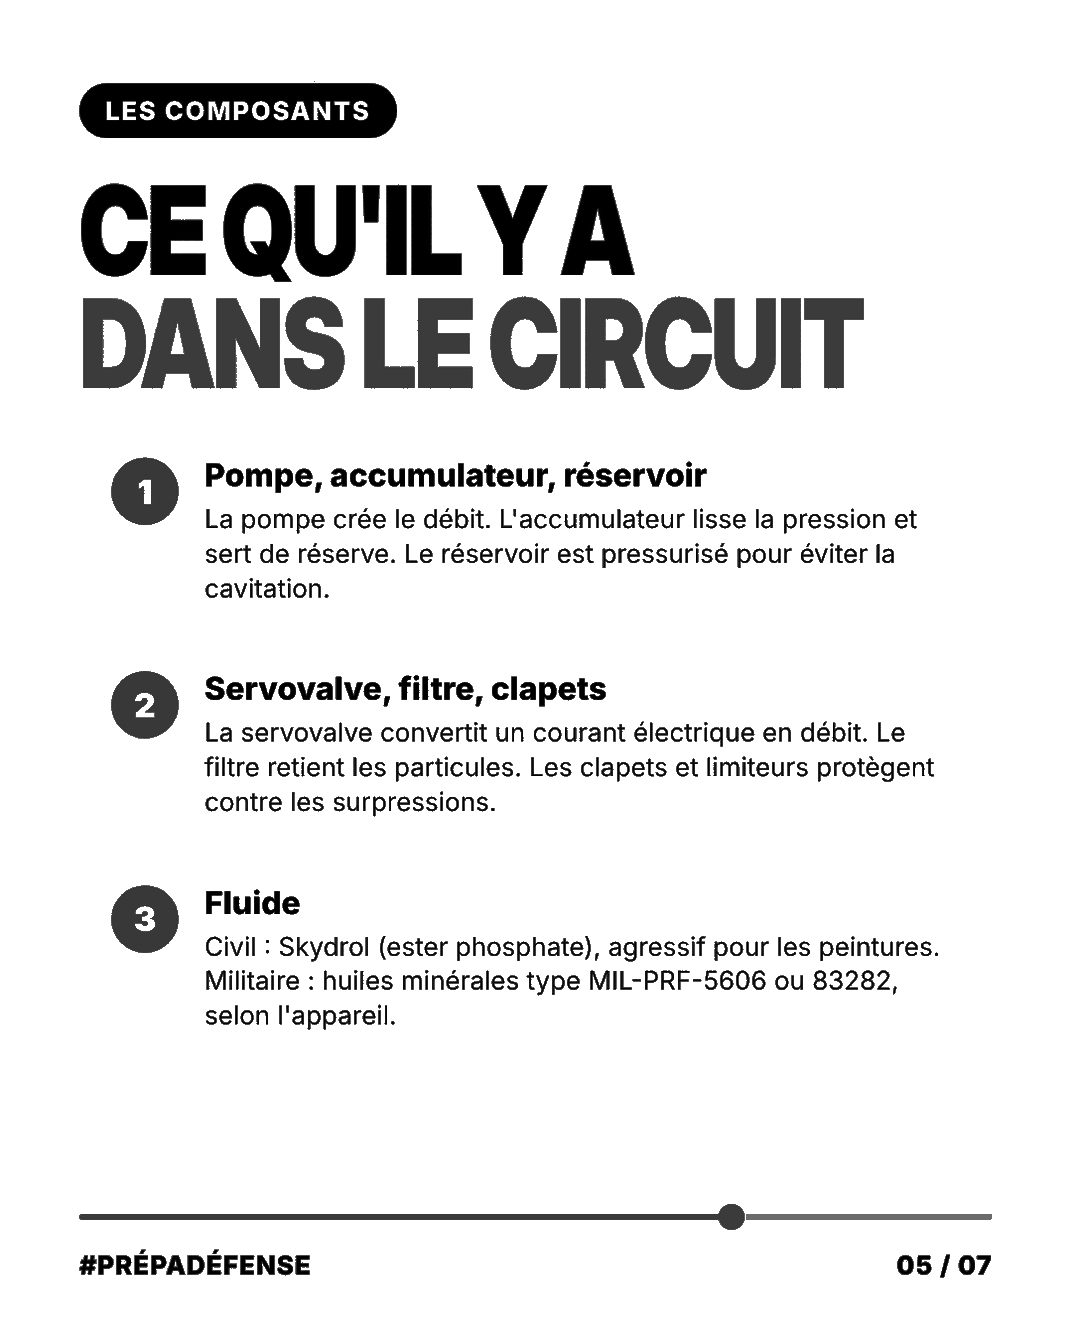 LES COMPOSANTS
CE QU'IL Y A
DANS LE CIRCUIT
1
Pompe, accumulateur, réservoir
La pompe crée le débit. L'accumulateur lisse la pression et
sert de réserve. Le réservoir est pressurisé pour éviter la
cavitation.
2
Servovalve, filtre, clapets
La servovalve convertit un courant électrique en débit. Le
filtre retient les particules. Les clapets et limiteurs protègent
contre les surpressions.
3
Fluide
Civil : Skydrol (ester phosphate), agressif pour les peintures.
Militaire : huiles minérales type MIL-PRF-5606 ou 83282,
selon l'appareil.
#PRÉPADÉFENSE
05 / 07